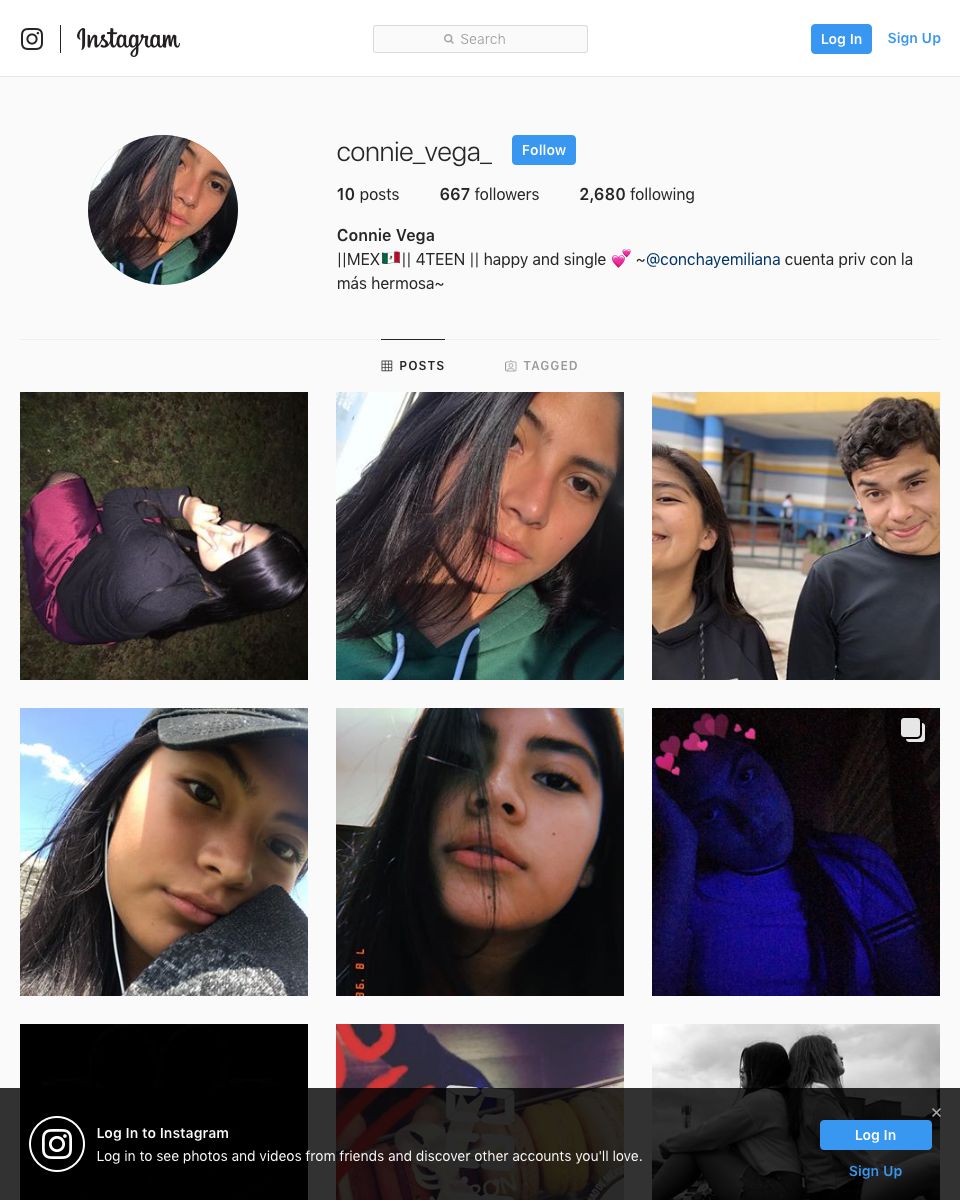 Instagram
Search
Log In
Sign Up
connie_vega_
Follow
10 posts
667 followers
2,680 following
Connie Vega
||MEX🇲🇽|| 4TEEN || happy and single 💕 ~@conchayemiliana cuenta priv con la
más hermosa~
POSTS
TAGGED
Log In to Instagram
Log in to see photos and videos from friends and discover other accounts you'll love.
Log In
Sign Up